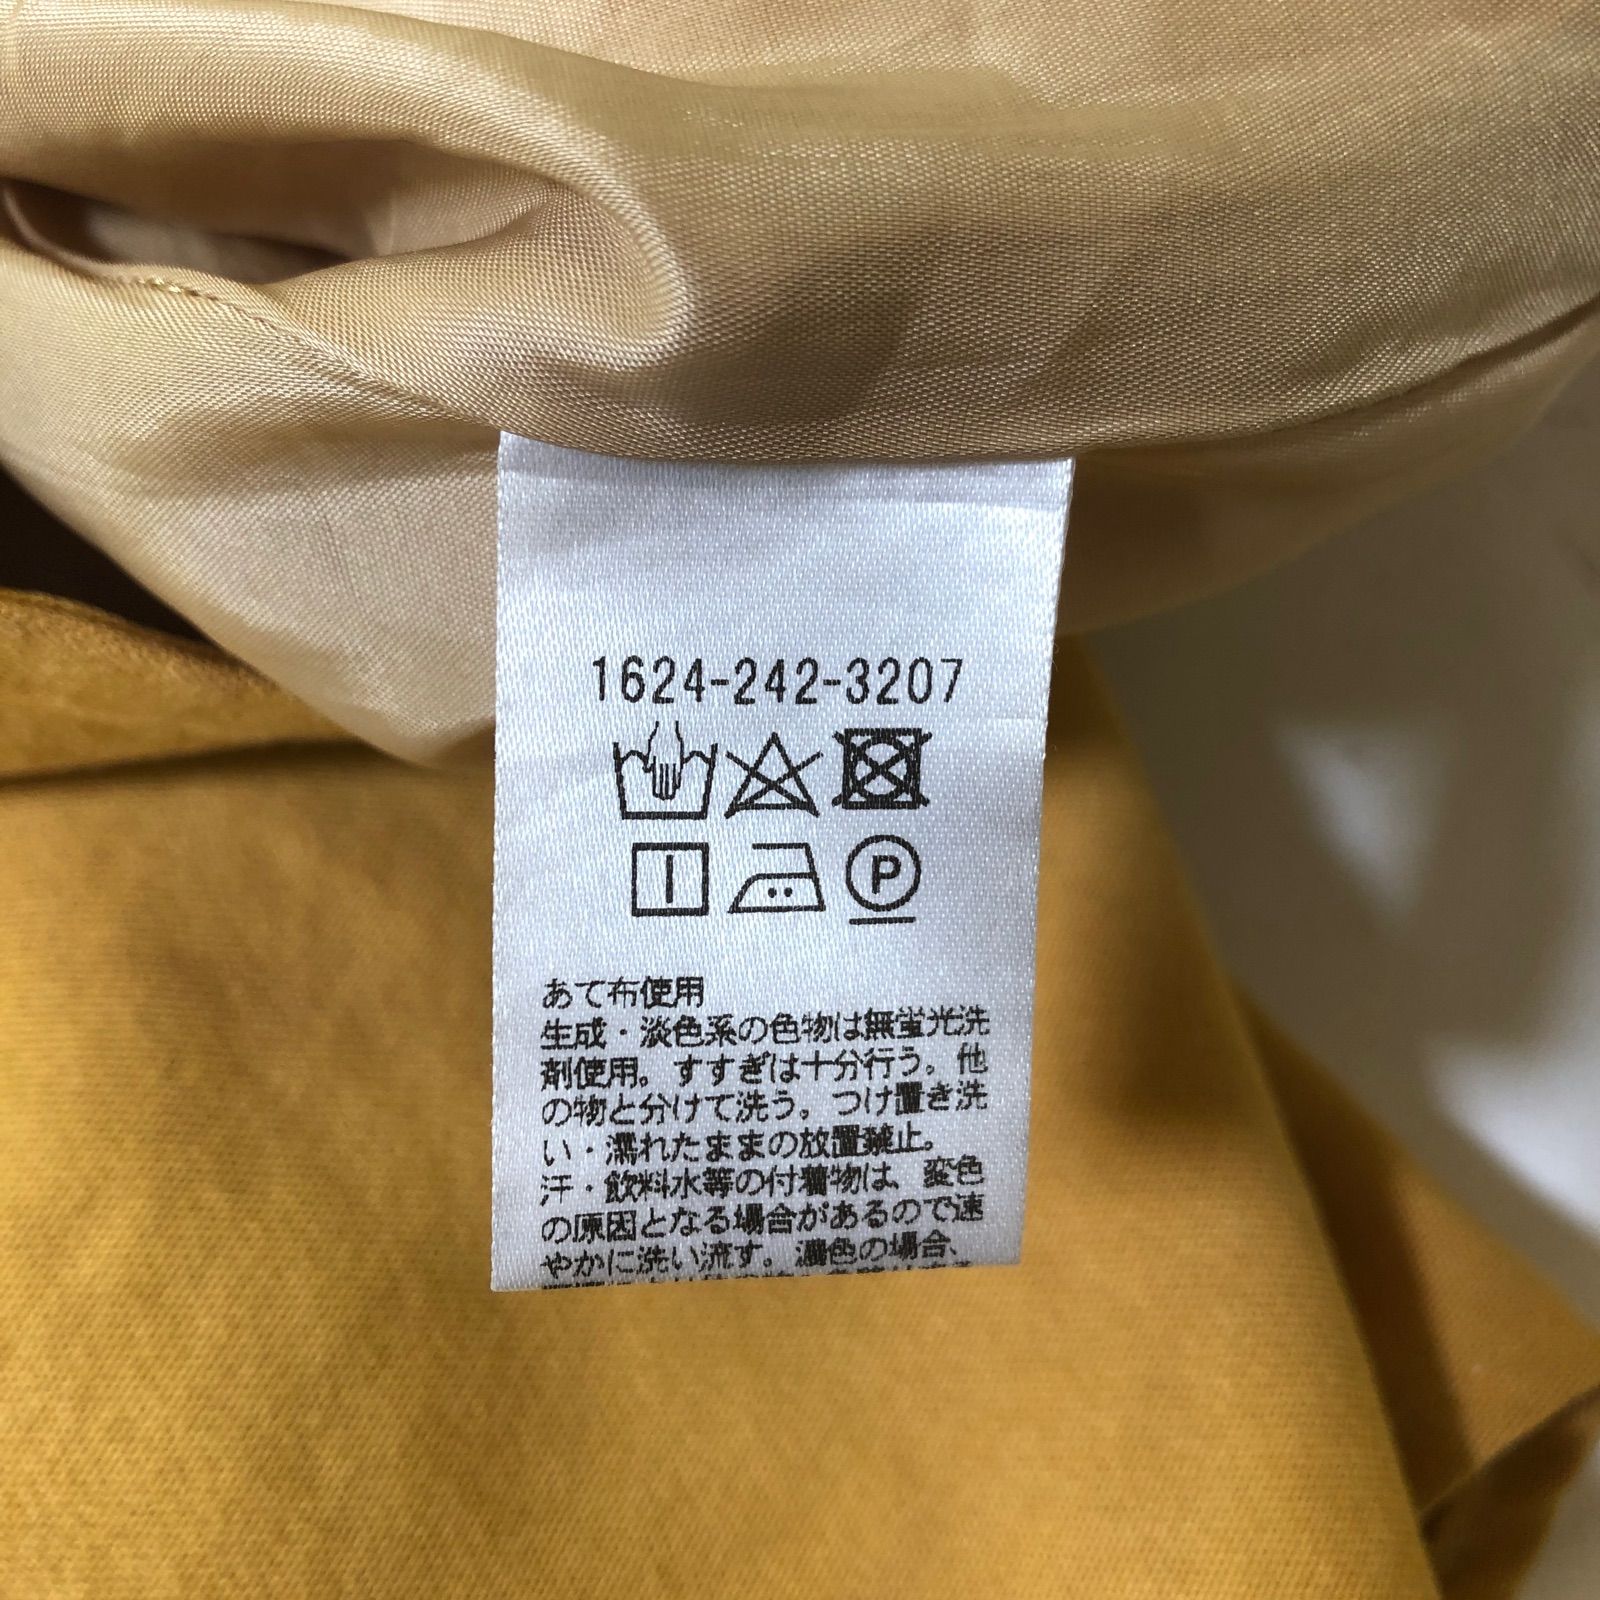 1624-242-3207
P
あて布使用
生成・淡色系の色物は無蛍光洗
剤使用。すすぎは十分行う。他
の物と分けて洗う。つけ置き洗
い・濡れたままの放置禁止。
汗・飲料水等の付着物は、変色
の原因となる場合があるので速
やかに洗い流す。濃色の場合、